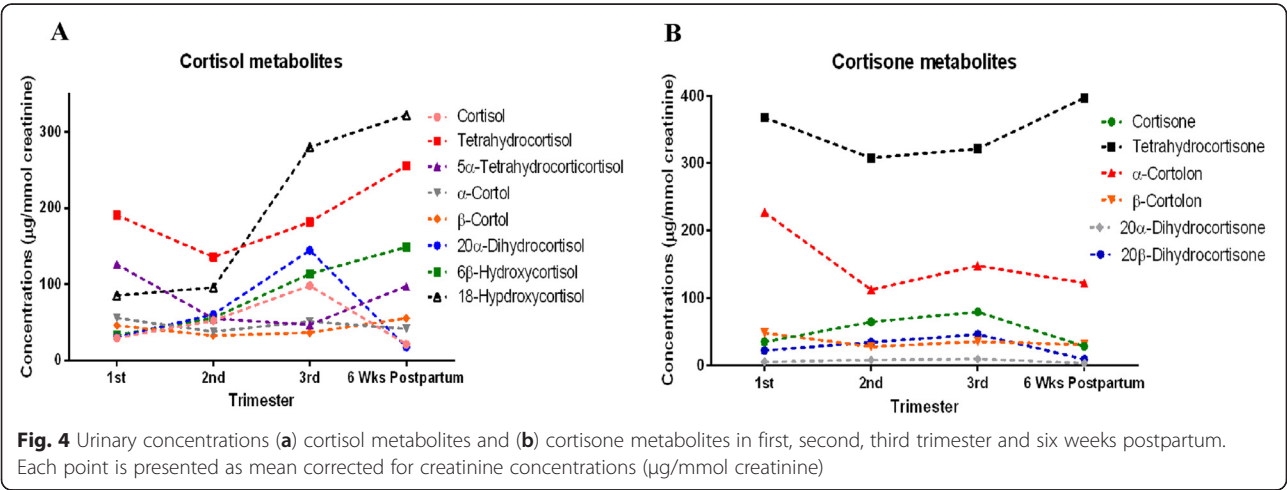 A
Cortisol metabolites
Concentrations (µg/mmol creatinine)
300
200
100
0
1st 2nd 3rd 6 Wks Postpartum
Trimester
Cortisol
Tetrahydrocortisol
5α-Tetrahydrocorticortisol
α-Cortol
β-Cortol
20α-Dihydrocortisol
6β-Hydroxycortisol
18-Hypdroxycortisol
B
Cortisone metabolites
Concentrations (µg/mmol creatinine)
400
300
200
100
0
1st 2nd 3rd 6 Wks Postpartum
Trimester
Cortisone
Tetrahydrocortisone
α-Cortolon
β-Cortolon
20α-Dihydrocortisone
20β-Dihydrocortisone
Fig. 4 Urinary concentrations (a) cortisol metabolites and (b) cortisone metabolites in first, second, third trimester and six weeks postpartum.
Each point is presented as mean corrected for creatinine concentrations (µg/mmol creatinine)